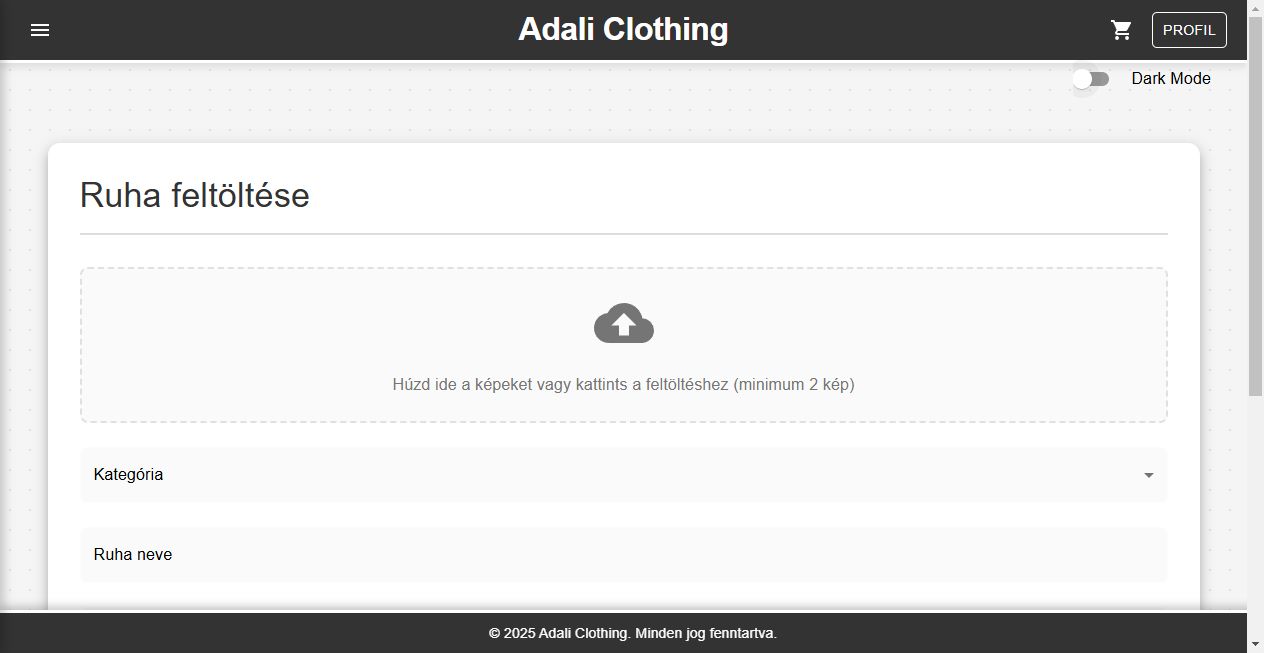 Adali Clothing
PROFIL
Dark Mode
Ruha feltöltése
Húzd ide a képeket vagy kattints a feltöltéshez (minimum 2 kép)
Kategória
Ruha neve
© 2025 Adali Clothing. Minden jog fenntartva.